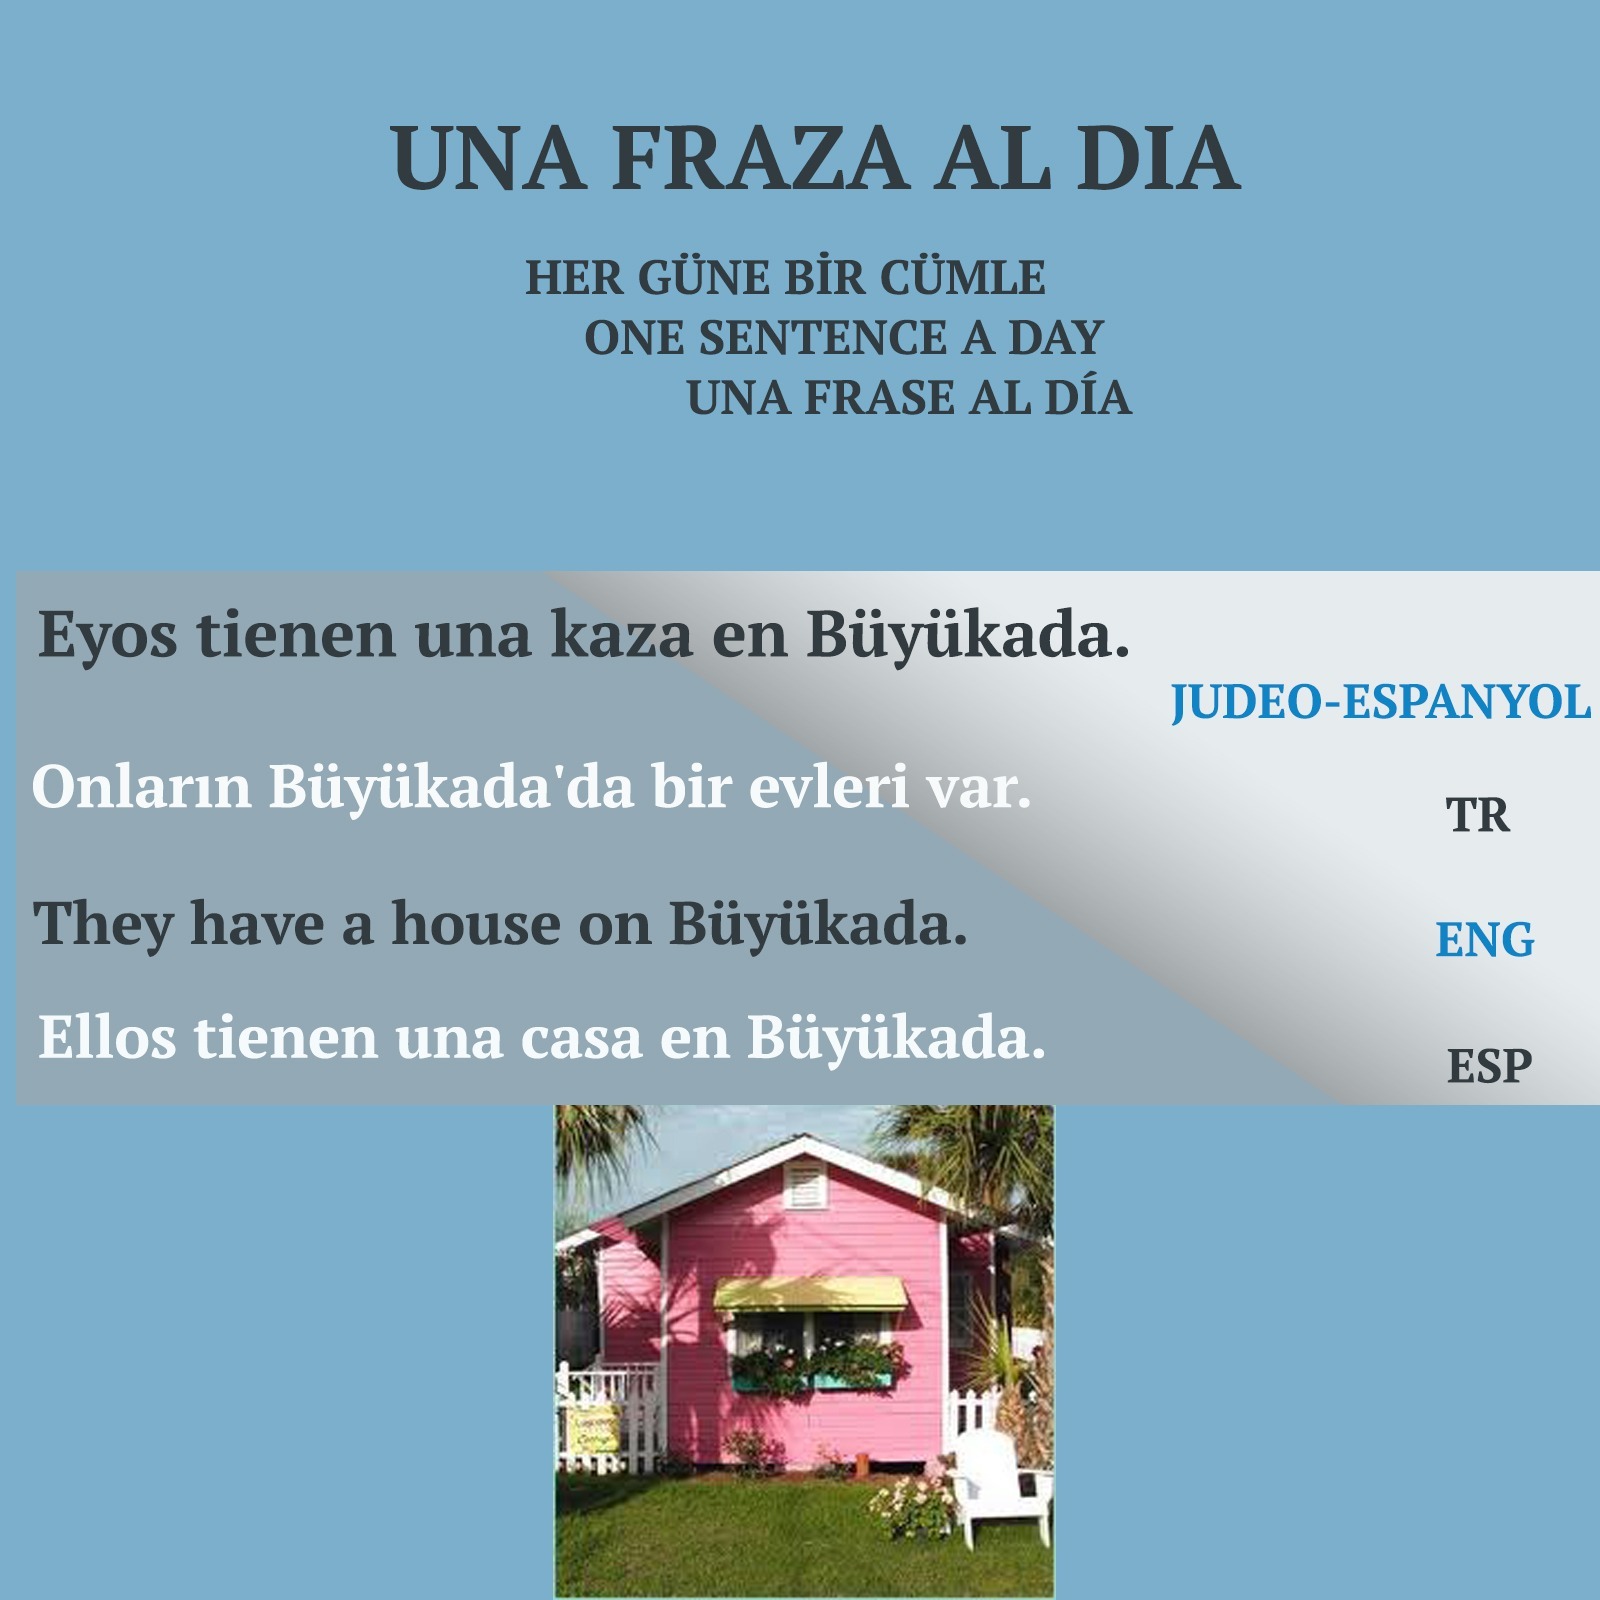 UNA FRAZA AL DIA
HER GÜNE BİR CÜMLE
ONE SENTENCE A DAY
UNA FRASE AL DÍA
Eyos tienen una kaza en Büyükada.
JUDEO-ESPANYOL
Onların Büyükada'da bir evleri var.
TR
They have a house on Büyükada.
ENG
Ellos tienen una casa en Büyükada.
ESP